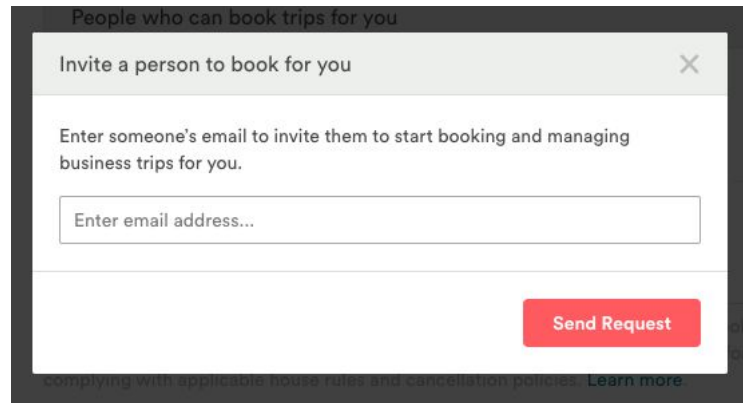 People who can book trips for you
Invite a person to book for you
Enter someone's email to invite them to start booking and managing
business trips for you.
Enter email address...
Send Request
complying with applicable house rules and cancellation policies. Learn more.